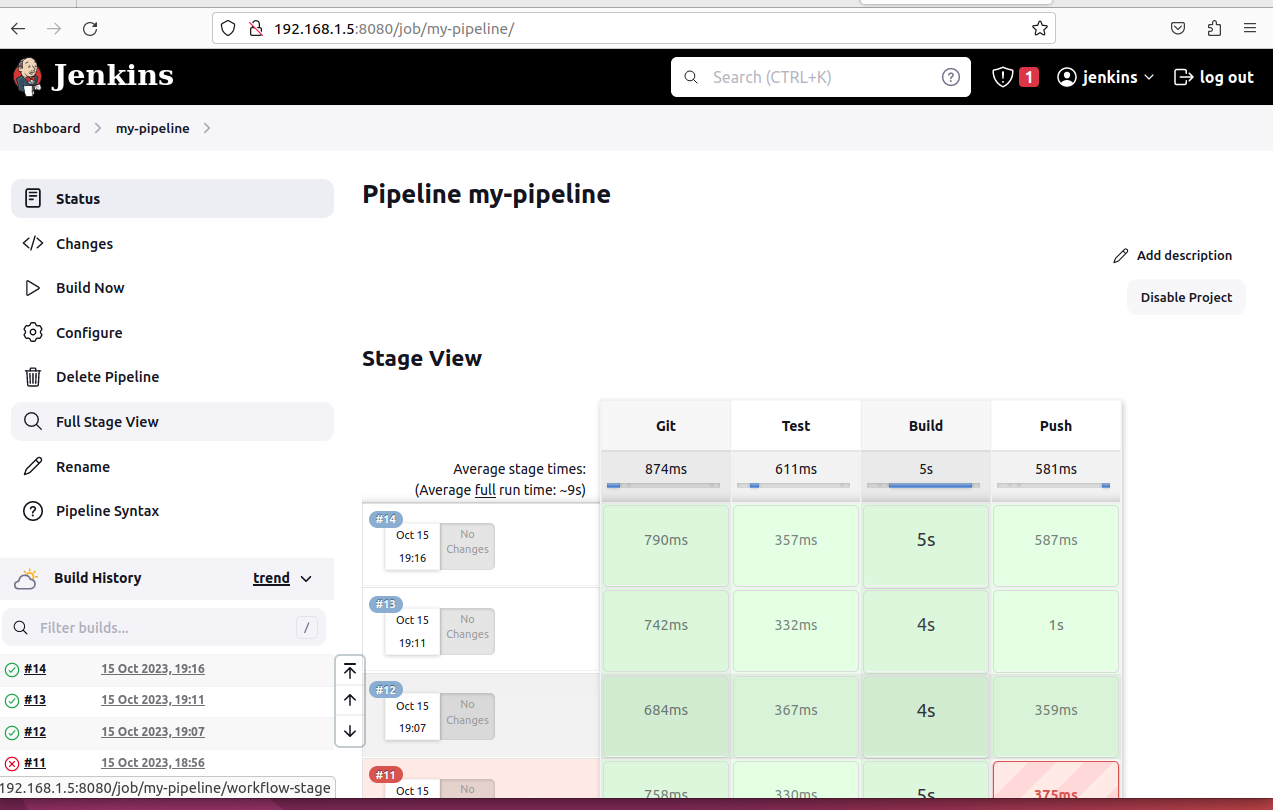 192.168.1.5:8080/job/my-pipeline/
Jenkins
Search (CTRL+K)
1
jenkins
log out
Dashboard
my-pipeline
Status
Changes
Build Now
Configure
Delete Pipeline
Full Stage View
Rename
Pipeline Syntax
Build History
trend
Filter builds...
/
#14 15 Oct 2023, 19:16
#13 15 Oct 2023, 19:11
#12 15 Oct 2023, 19:07
#11 15 Oct 2023, 18:56
192.168.1.5:8080/job/my-pipeline/workflow-stage
Pipeline my-pipeline
Add description
Disable Project
Stage View
Git Test Build Push
Average stage times: 874ms 611ms 5s 581ms
(Average full run time: ~9s)
#14
Oct 15
19:16
No
Changes
790ms 357ms 5s 587ms
#13
Oct 15
19:11
No
Changes
742ms 332ms 4s 1s
#12
Oct 15
19:07
No
Changes
684ms 367ms 4s 359ms
#11
Oct 15
No
758ms 330ms 5s 375ms